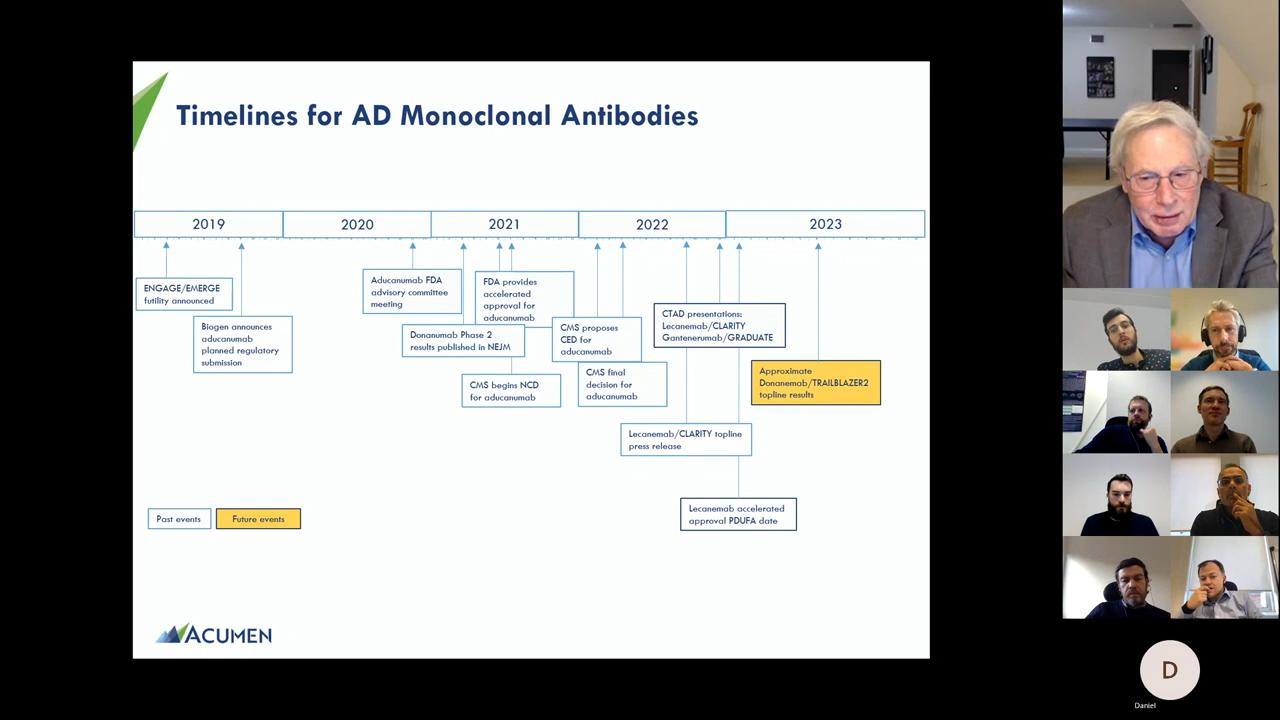 Timelines for AD Monoclonal Antibodies
2019
2020
2021
2022
2023
ENGAGE/EMERGE
futility announced
Biogen announces
aducanumab
planned regulatory
submission
Aducanumab FDA
advisory committee
meeting
Donanumab Phase 2
results published in NEJM
FDA provides
accelerated
approval for
aducanumab
CMS begins NCD
for aducanumab
CMS proposes
CED for
aducanumab
CMS final
decision for
aducanumab
Lecanemab/CLARITY topline
press release
CTAD presentations:
Lecanemab/CLARITY
Gantenerumab/GRADUATE
Lecanemab accelerated
approval PDUFA date
Approximate
Donanemab/TRAILBLAZER2
topline results
Past events
Future events
ACUMEN
D
Daniel